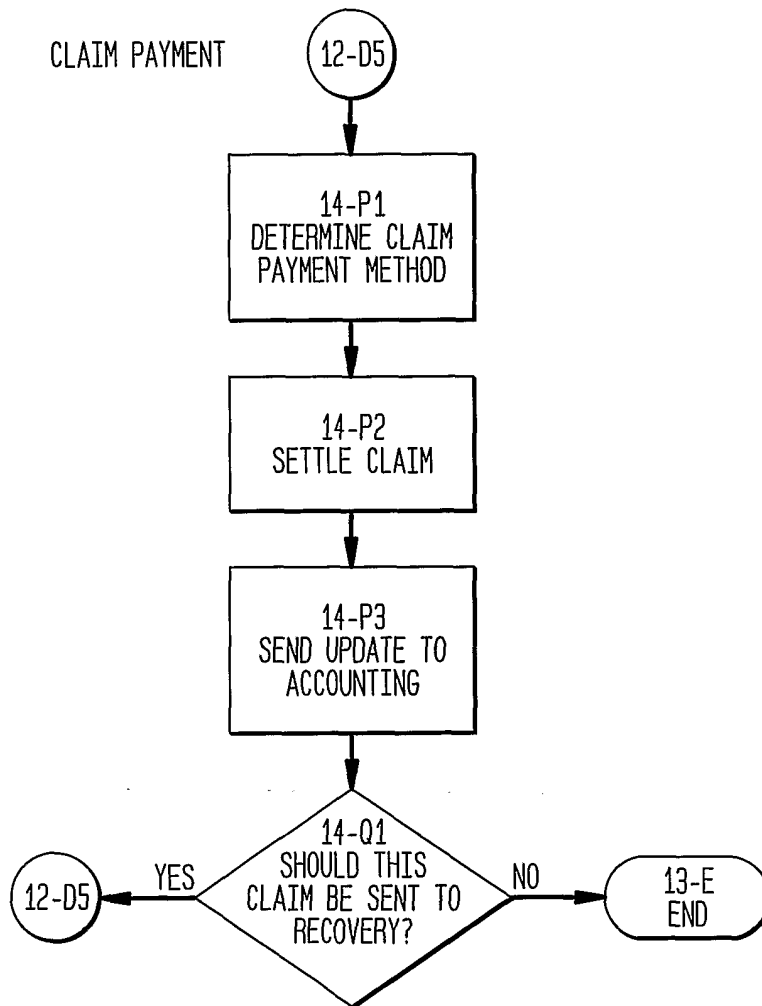 CLAIM PAYMENT
12-D5
14-P1
DETERMINE CLAIM
PAYMENT METHOD
14-P2
SETTLE CLAIM
14-P3
SEND UPDATE TO
ACCOUNTING
14-Q1
SHOULD THIS
CLAIM BE SENT TO
RECOVERY?
YES
12-D5
NO
13-E
END